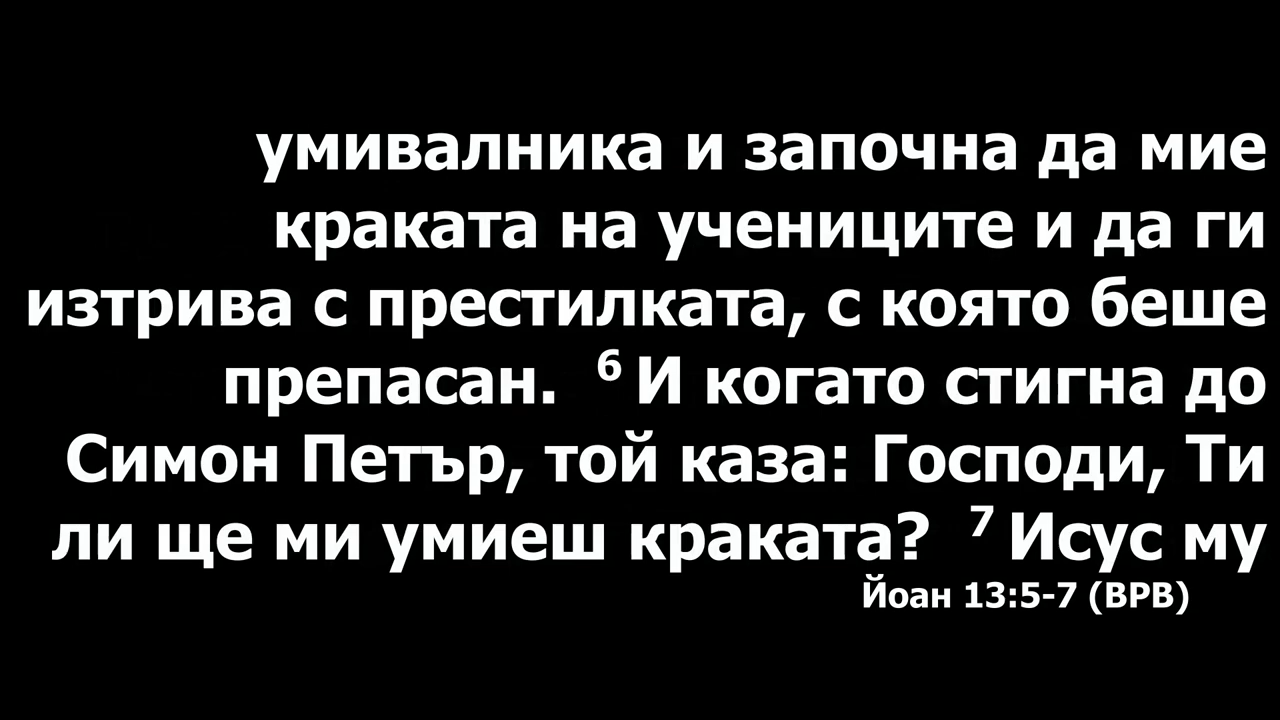 умивалника и започна да мие
краката на учениците и да ги
изтрива с престилката, с която беше
препасан. 6 И когато стигна до
Симон Петър, той каза: Господи, Ти
ли ще ми умиеш краката? 7 Исус му
Йоан 13:5-7 (ВРВ)